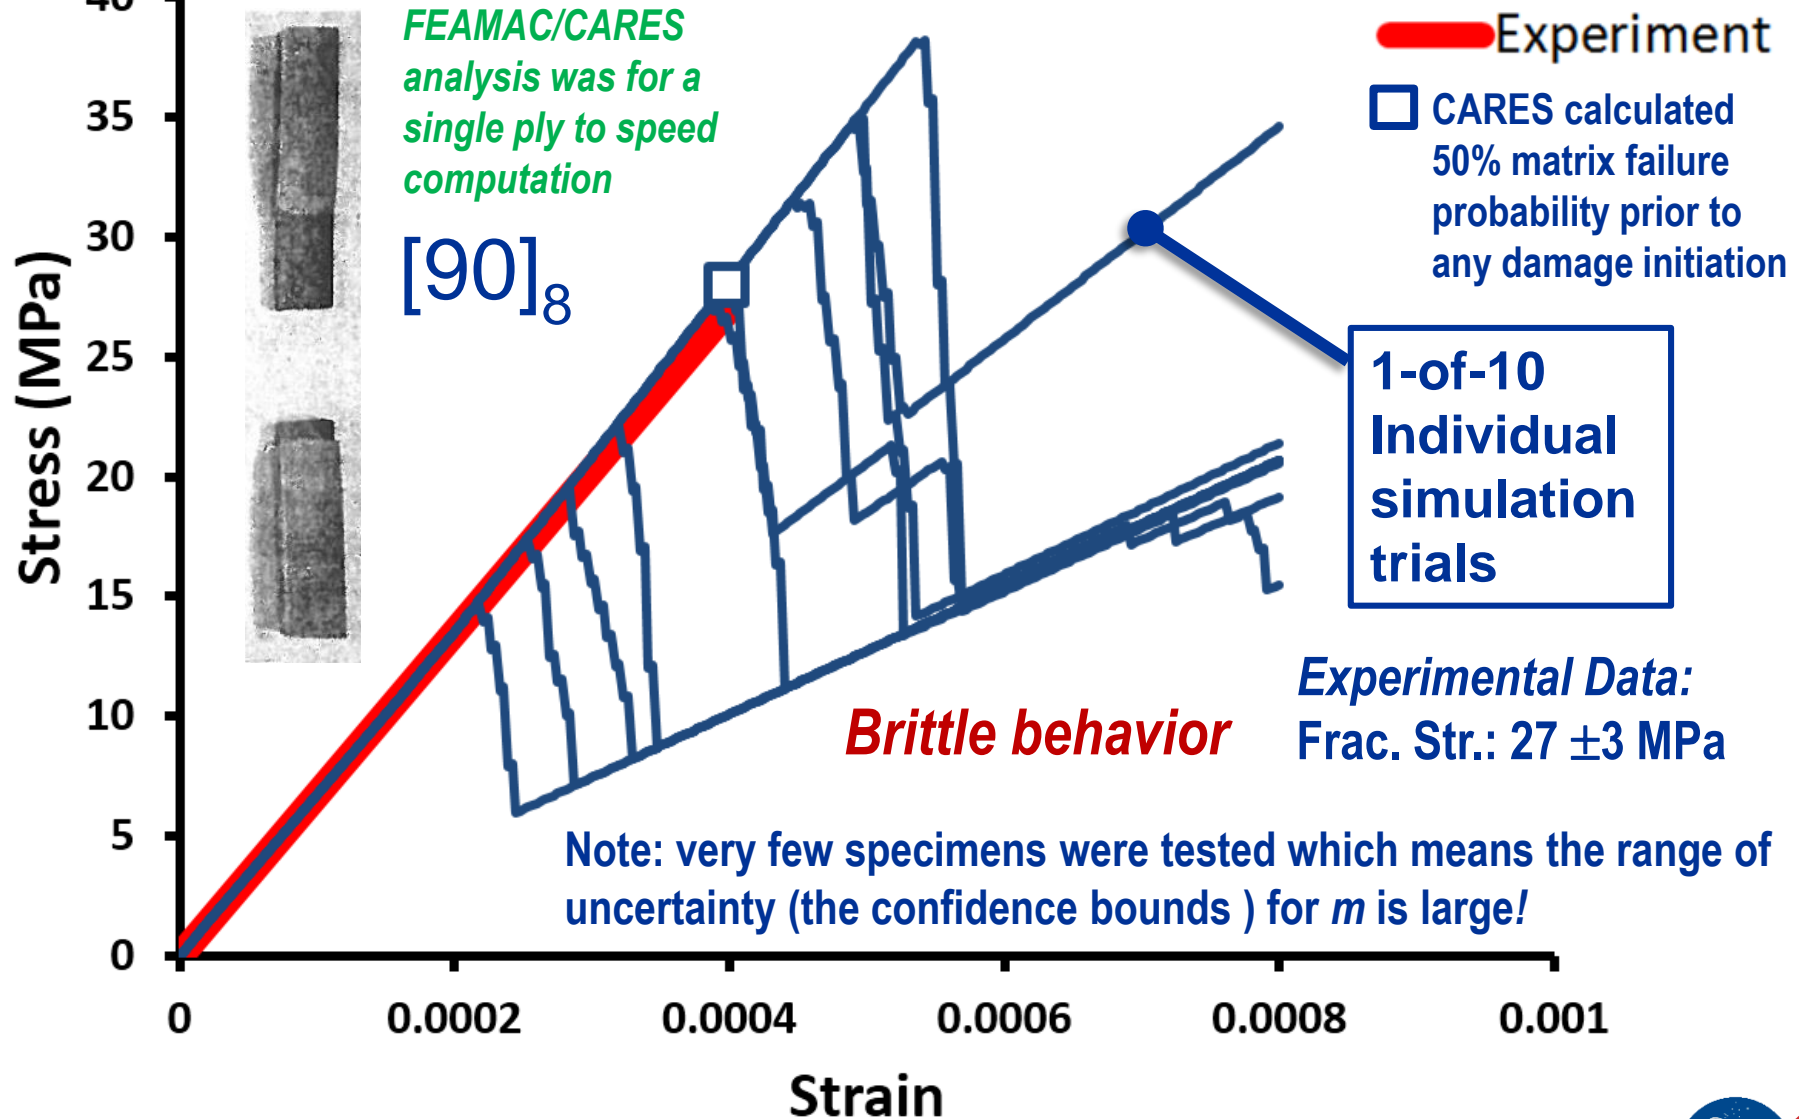 40
FEAMAC/CARES
analysis was for a
single ply to speed
computation
[90]8
Experiment
CARES calculated
50% matrix failure
probability prior to
any damage initiation
1-of-10
Individual
simulation
trials
Experimental Data:
Frac. Str.: 27 ±3 MPa
Brittle behavior
Note: very few specimens were tested which means the range of
uncertainty (the confidence bounds ) for m is large!
Stress (MPa)
35
30
25
20
15
10
5
0
0 0.0002 0.0004 0.0006 0.0008 0.001
Strain